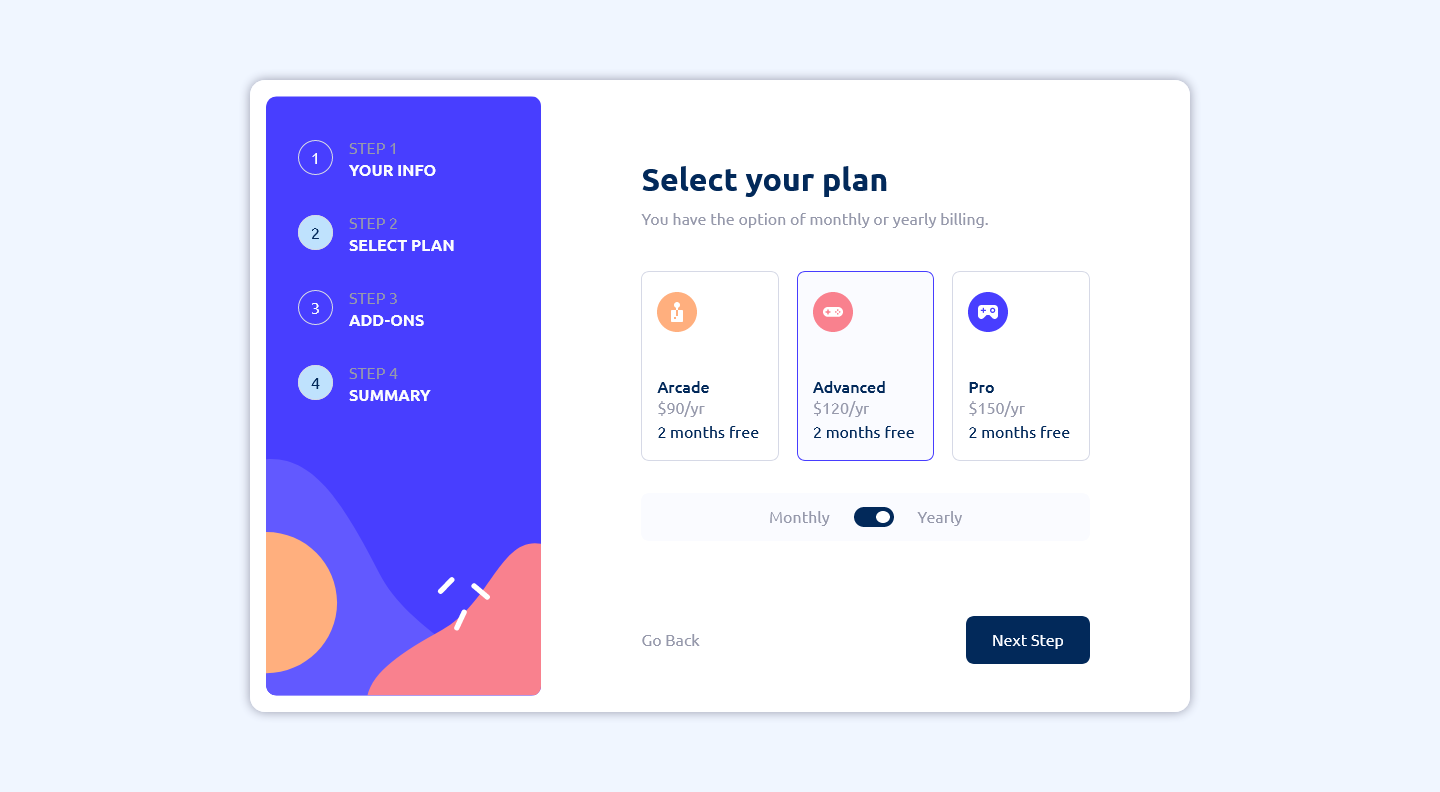 1
STEP 1
YOUR INFO
2
STEP 2
SELECT PLAN
3
STEP 3
ADD-ONS
4
STEP 4
SUMMARY
Select your plan
You have the option of monthly or yearly billing.
Arcade
$90/yr
2 months free
Advanced
$120/yr
2 months free
Pro
$150/yr
2 months free
Monthly
Yearly
Go Back
Next Step